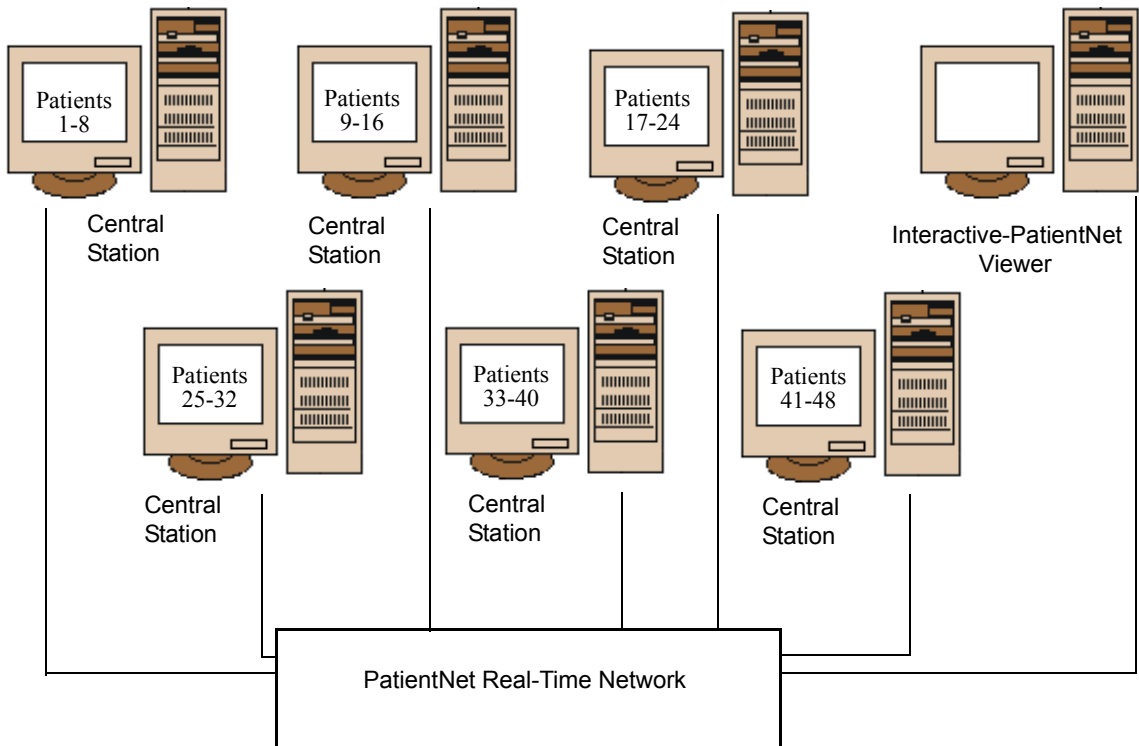 Patients
1-8
Patients
9-16
Patients
17-24
Central
Station
Central
Station
Central
Station
Interactive-PatientNet
Viewer
Patients
25-32
Patients
33-40
Patients
41-48
Central
Station
Central
Station
Central
Station
PatientNet Real-Time Network